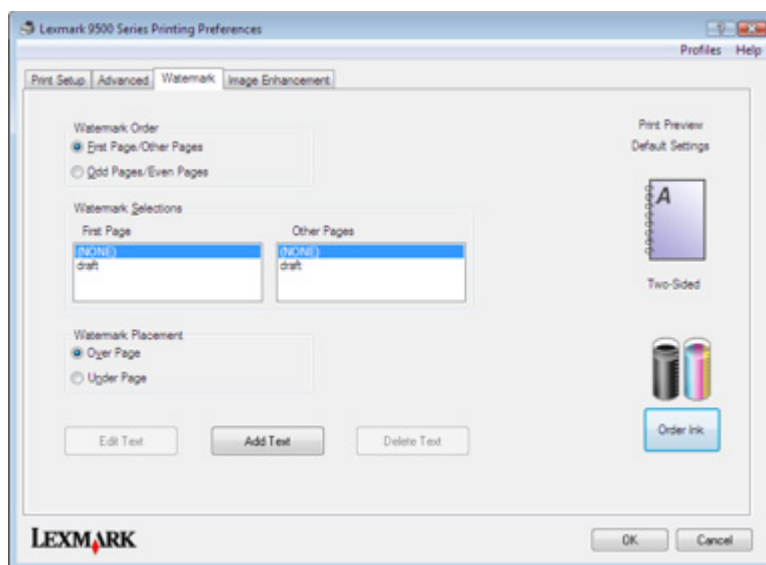 Lexmark 9500 Series Printing Preferences
Profiles Help
Print Setup Advanced Watermark Image Enhancement
Watermark Order
First Page/Other Pages
Odd Pages/Even Pages
Watermark Selections
First Page Other Pages
(NONE) (NONE)
draft draft
Watermark Placement
Over Page
Under Page
Edit Text Add Text Delete Text
Print Preview
Default Settings
A
Two-Sided
Order Ink
LEXMARK
OK Cancel